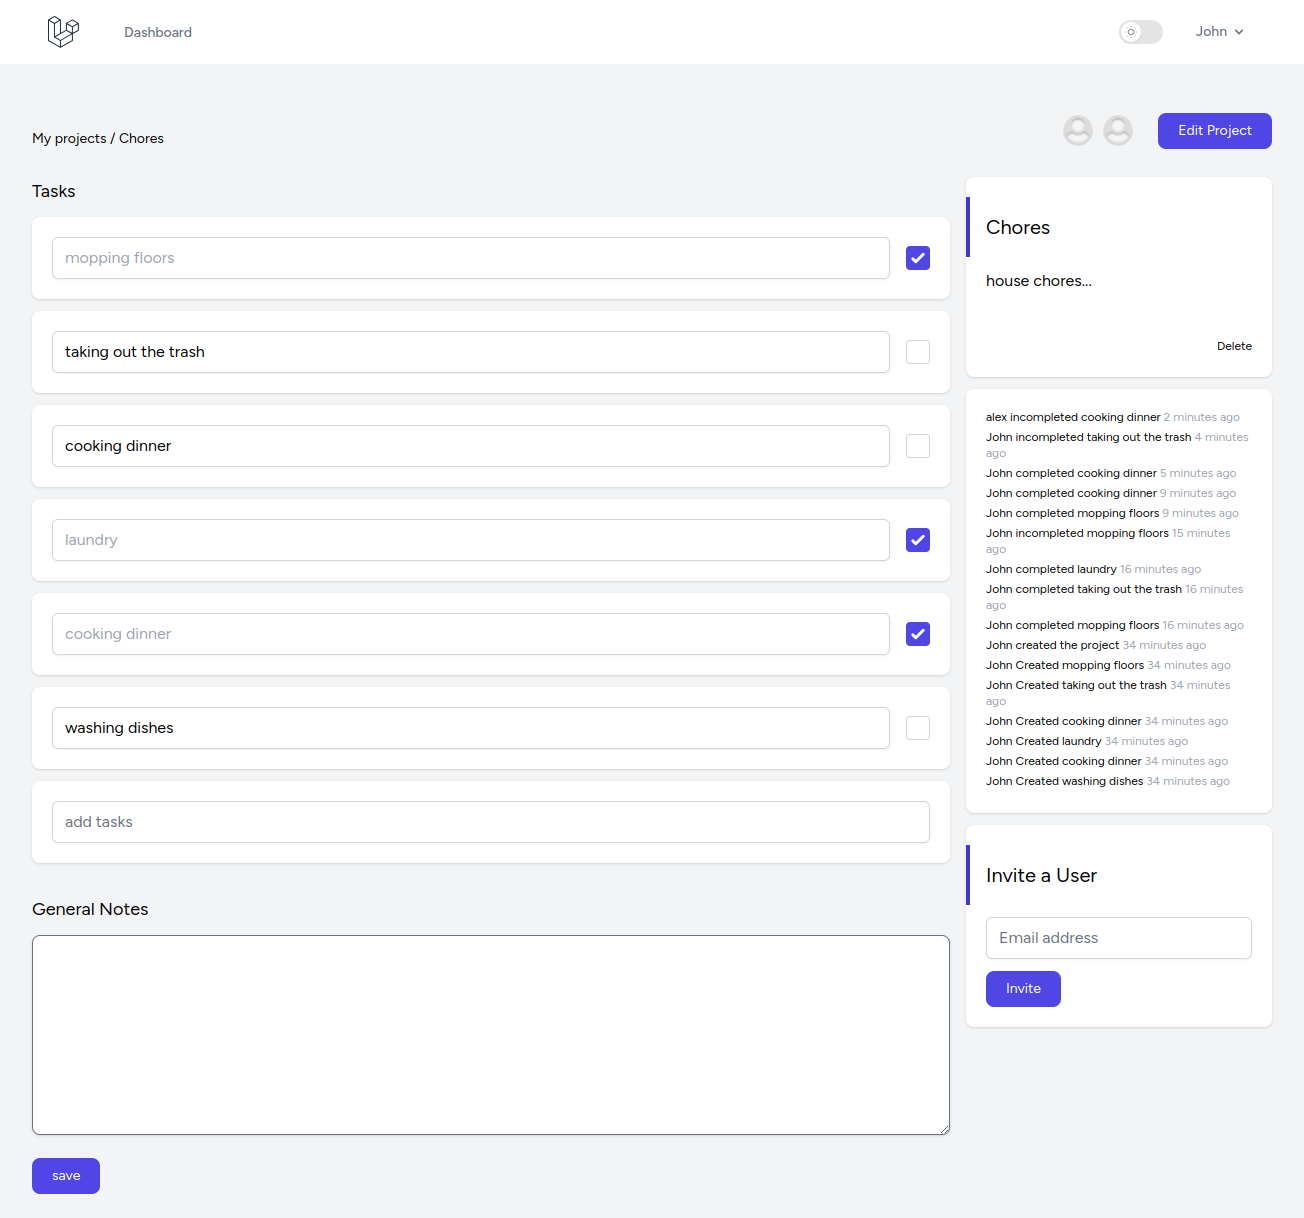 Dashboard
John
My projects / Chores
Edit Project
Tasks
mopping floors
taking out the trash
cooking dinner
laundry
cooking dinner
washing dishes
add tasks
General Notes
save
Chores
house chores...
Delete
alex incompleted cooking dinner 2 minutes ago
John incompleted taking out the trash 4 minutes
ago
John completed cooking dinner 5 minutes ago
John completed cooking dinner 9 minutes ago
John completed mopping floors 9 minutes ago
John incompleted mopping floors 15 minutes
ago
John completed laundry 16 minutes ago
John completed taking out the trash 16 minutes
ago
John completed mopping floors 16 minutes ago
John created the project 34 minutes ago
John Created mopping floors 34 minutes ago
John Created taking out the trash 34 minutes
ago
John Created cooking dinner 34 minutes ago
John Created laundry 34 minutes ago
John Created cooking dinner 34 minutes ago
John Created washing dishes 34 minutes ago
Invite a User
Email address
Invite